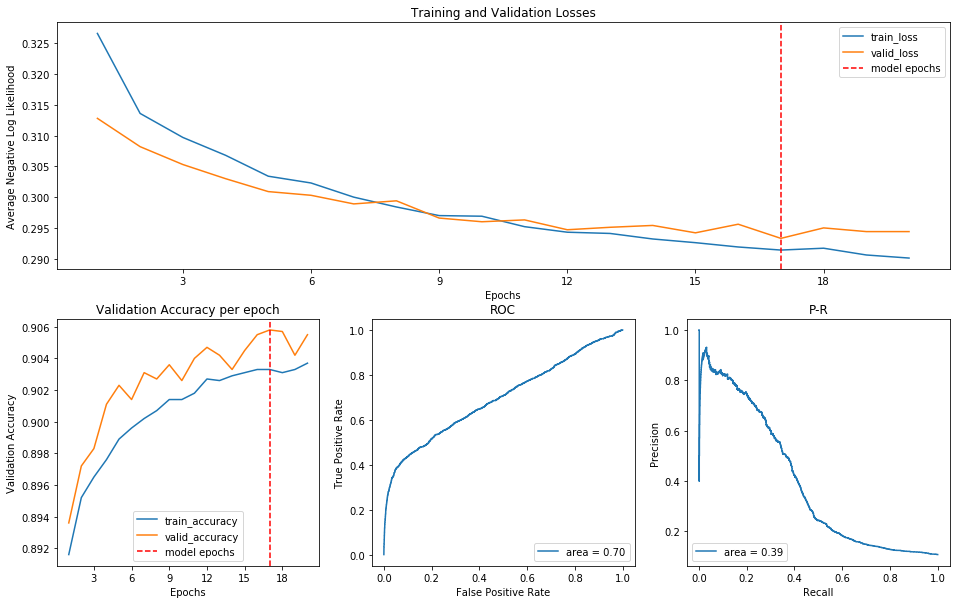 Training and Validation Losses
Average Negative Log Likelihood
0.325
0.320
0.315
0.310
0.305
0.300
0.295
0.290
train_loss
valid_loss
model epochs
3 6 9 12 15 18
Epochs
Validation Accuracy per epoch
Validation Accuracy
0.906
0.904
0.902
0.900
0.898
0.896
0.894
0.892
train_accuracy
valid_accuracy
model epochs
3 6 9 12 15 18
Epochs
ROC
True Positive Rate
1.0
0.8
0.6
0.4
0.2
0.0
area = 0.70
0.0 0.2 0.4 0.6 0.8 1.0
False Positive Rate
P-R
Precision
1.0
0.8
0.6
0.4
0.2
area = 0.39
0.0 0.2 0.4 0.6 0.8 1.0
Recall